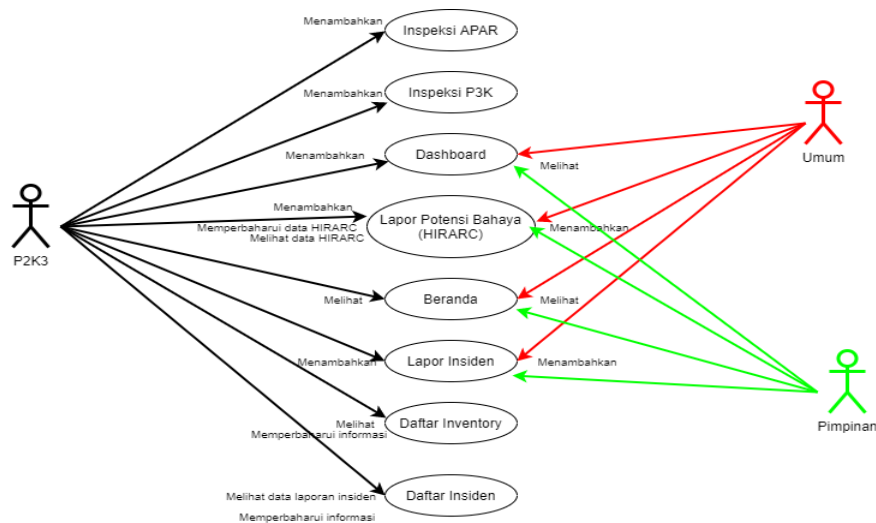 Menambahkan
Inspeksi APAR
Menambahkan
Inspeksi P3K
Umum
Menambahkan
Dashboard
Melihat
P2K3
Menambahkan
Memperbaharui data HIRARC
Melihat data HIRARC
Lapor Potensi Bahaya
(HIRARC)
Menambahkan
Melihat
Beranda
Melihat
Menambahkan
Lapor Insiden
Menambahkan
Melihat
Memperbaharui informasi
Daftar Inventory
Pimpinan
Melihat data laporan insiden
Memperbaharui informasi
Daftar Insiden